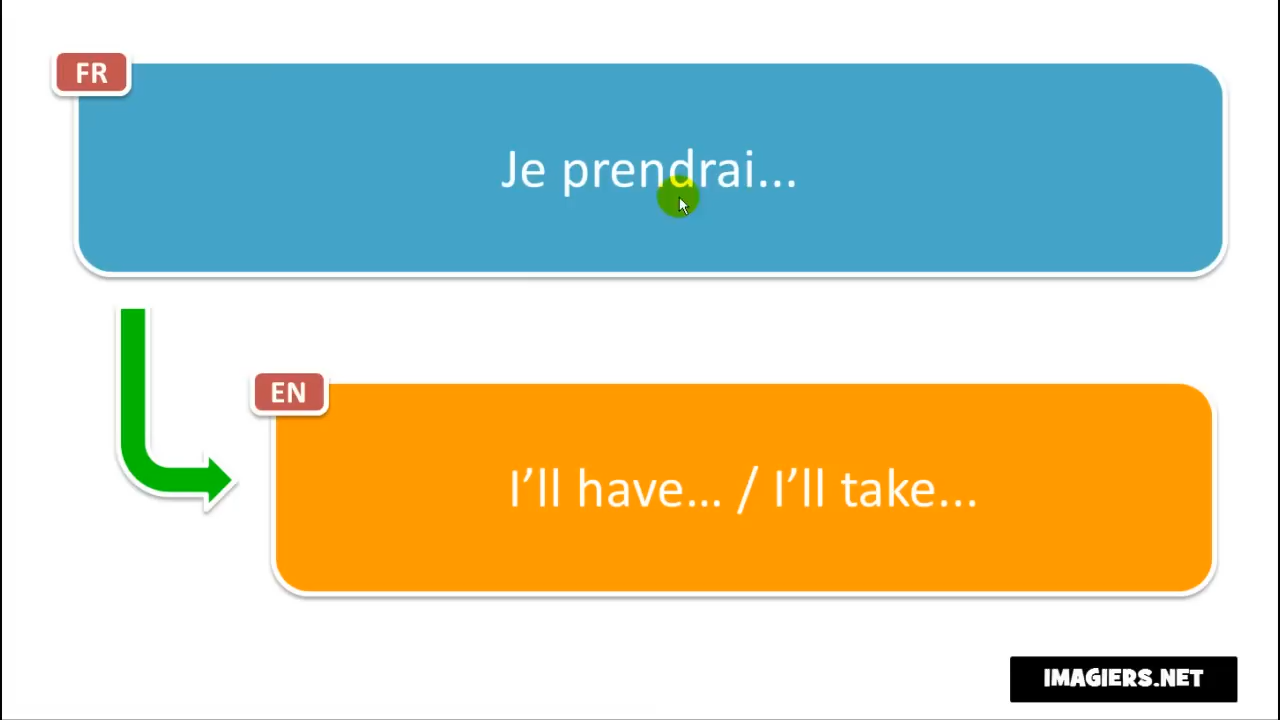 FR
Je prendrai...
EN
I’ll have… / I’ll take...
IMAGIERS.NET